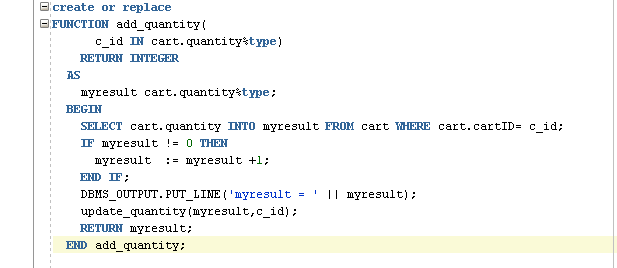 create or replace
FUNCTION add_quantity(
c_id IN cart.quantity%type)
RETURN INTEGER
AS
myresult cart.quantity%type;
BEGIN
SELECT cart.quantity INTO myresult FROM cart WHERE cart.cartID= c_id;
IF myresult != 0 THEN
myresult  := myresult +1;
END IF;
DBMS_OUTPUT.PUT_LINE('myresult = ' || myresult);
update_quantity(myresult,c_id);
RETURN myresult;
END add_quantity;